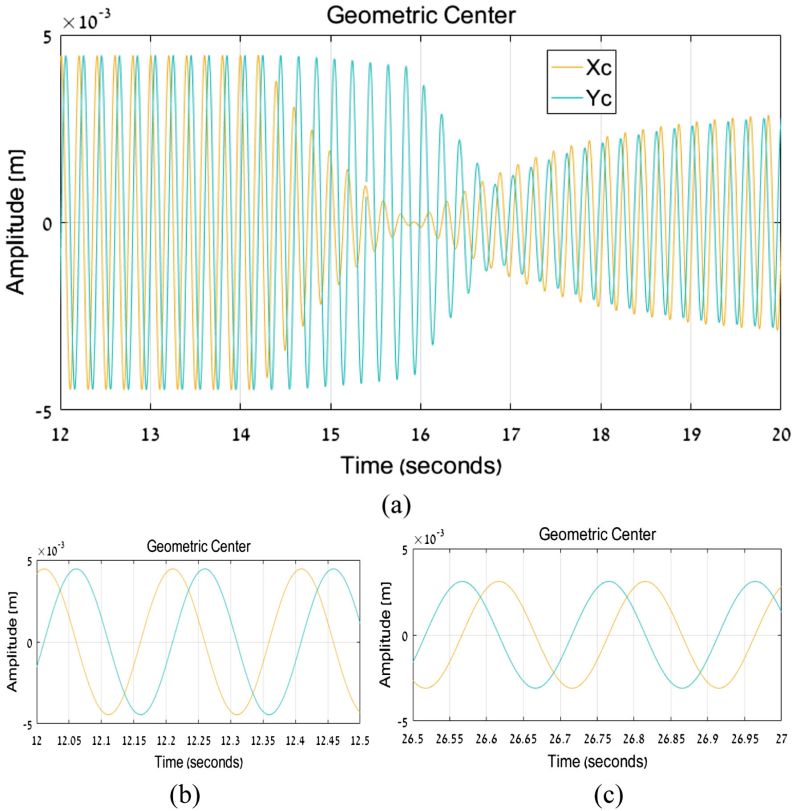 Geometric Center
×10⁻³
5
0
-5
Amplitude [m]
Xc
Yc
12 13 14 15 16 17 18 19 20
Time (seconds)
(a)
Geometric Center
×10⁻³
5
0
-5
Amplitude [m]
12 12.05 12.1 12.15 12.2 12.25 12.3 12.35 12.4 12.45 12.5
Time (seconds)
(b)
Geometric Center
×10⁻³
5
0
-5
Amplitude [m]
26.5 26.55 26.6 26.65 26.7 26.75 26.8 26.85 26.9 26.95 27
Time (seconds)
(c)